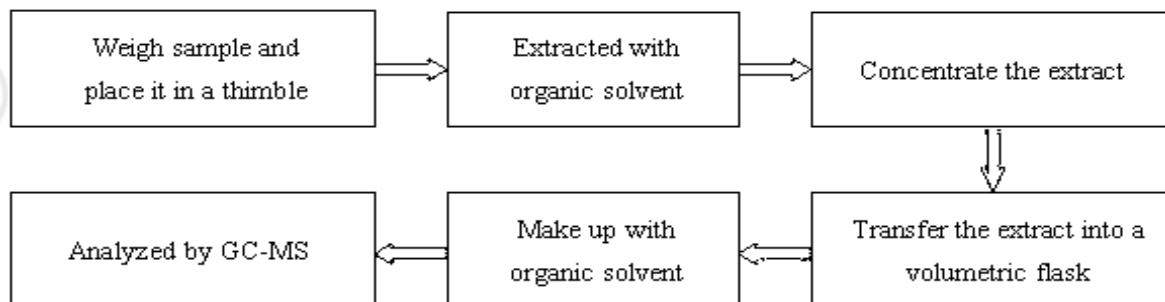 Weigh sample and
place it in a thimble
Extracted with
organic solvent
Concentrate the extract
Transfer the extract into a
volumetric flask
Make up with
organic solvent
Analyzed by GC-MS